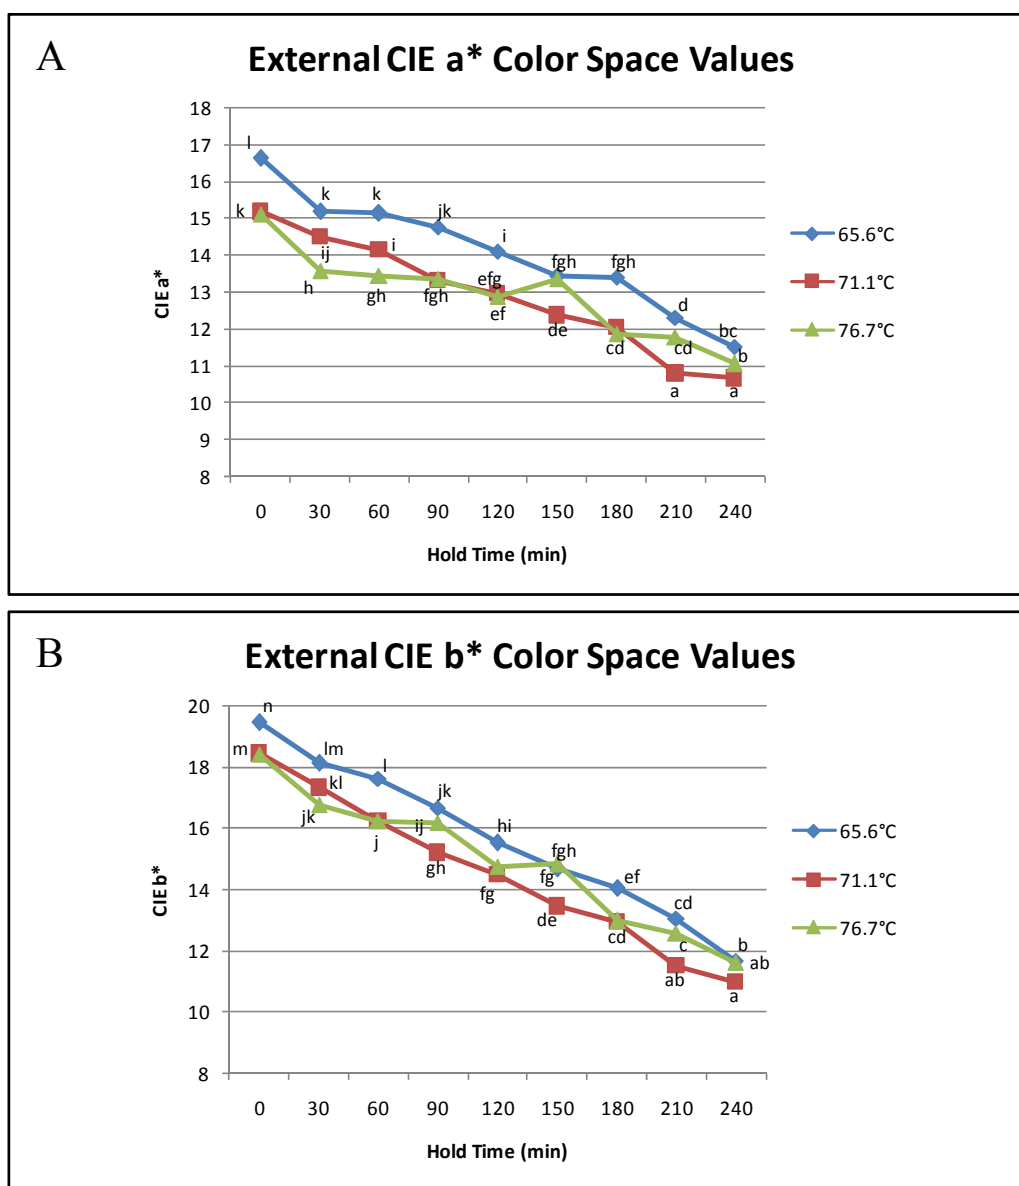 A
External CIE a* Color Space Values
18
17
16
15
14
13
12
11
10
9
8
CIE a*
l
k
k
jk
i
fgh
fgh
d
bc
k
ij
i
fgh
efg
de
cd
a
a
h
gh
ef
cd
b
0 30 60 90 120 150 180 210 240
Hold Time (min)
65.6°C
71.1°C
76.7°C
B
External CIE b* Color Space Values
20
18
16
14
12
10
8
CIE b*
n
lm
l
jk
hi
fgh
ef
cd
b
m
kl
j
gh
fg
de
cd
ab
a
jk
ij
fg
c
ab
0 30 60 90 120 150 180 210 240
Hold Time (min)
65.6°C
71.1°C
76.7°C